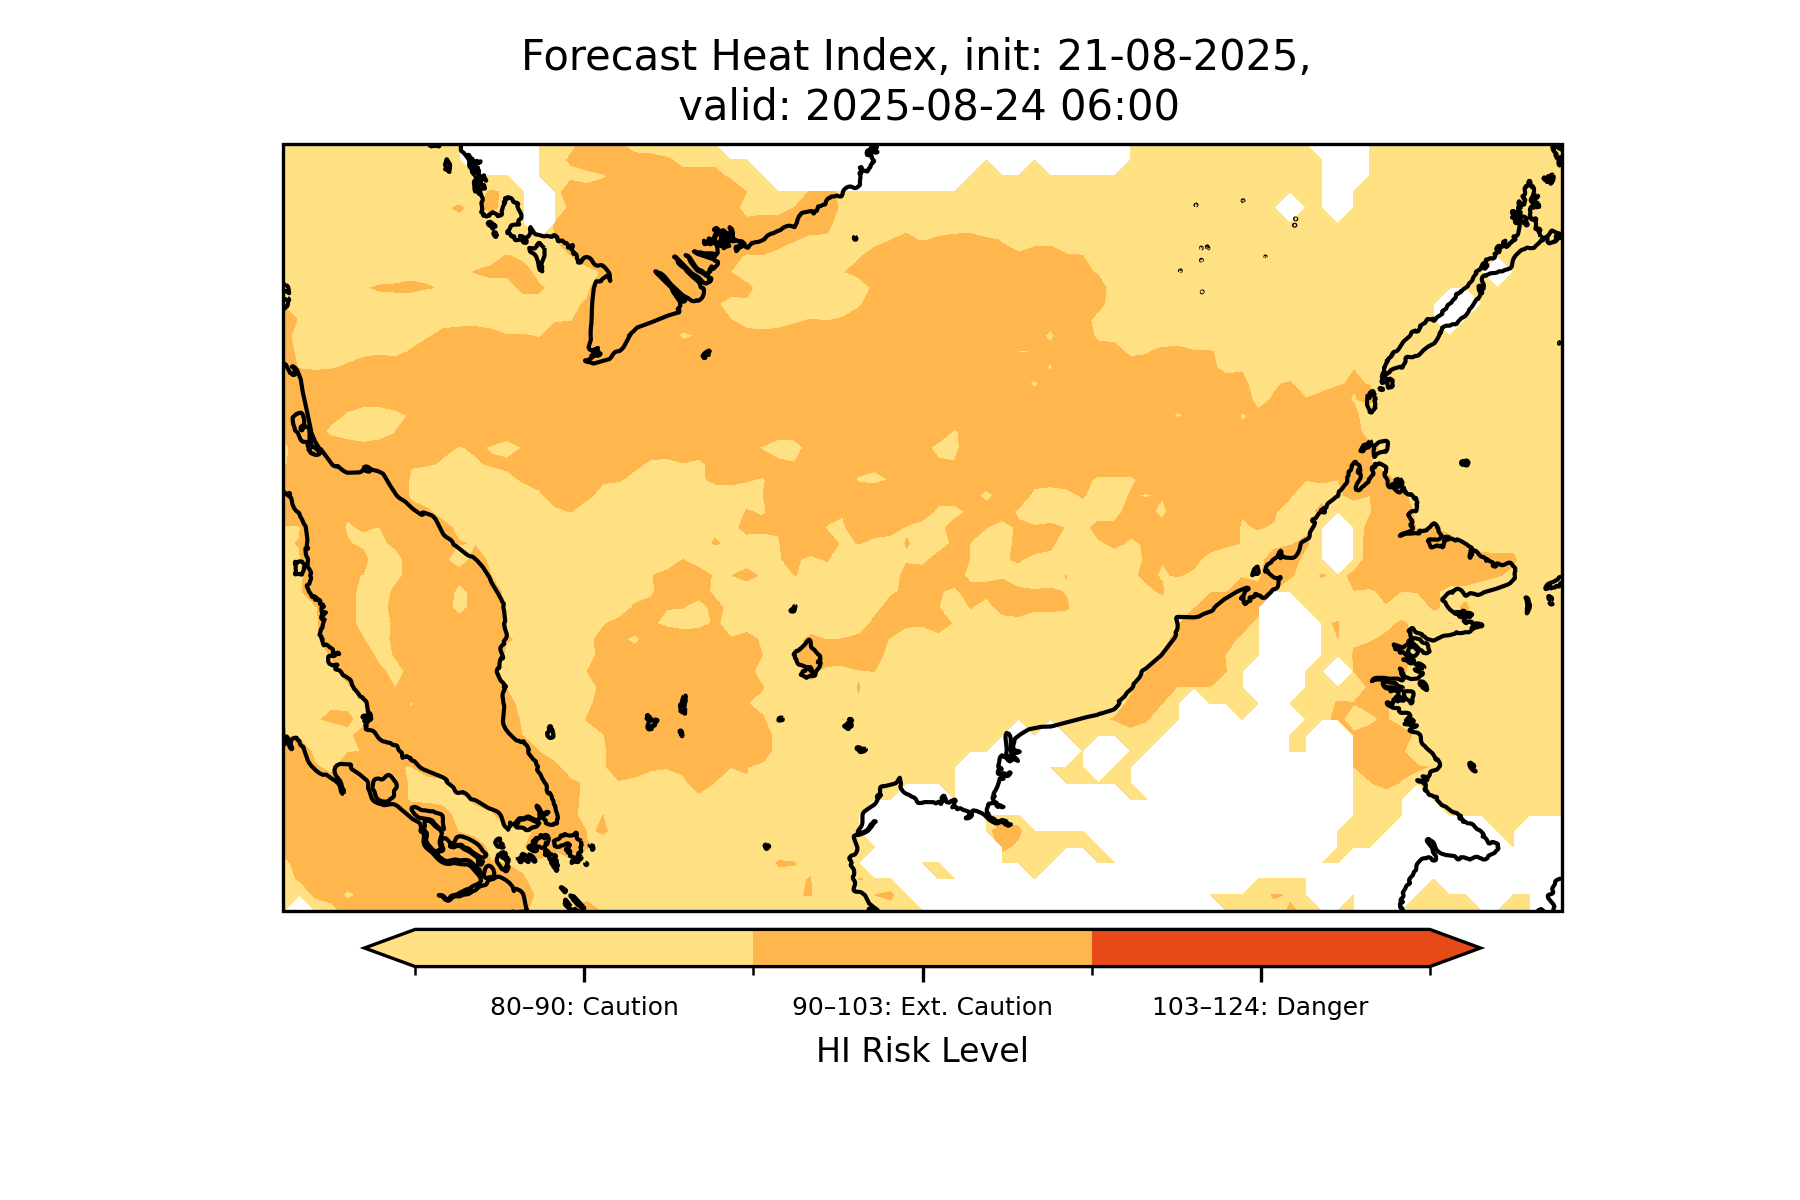 Forecast Heat Index, init: 21-08-2025,
valid: 2025-08-24 06:00
80–90: Caution
90–103: Ext. Caution
103–124: Danger
HI Risk Level